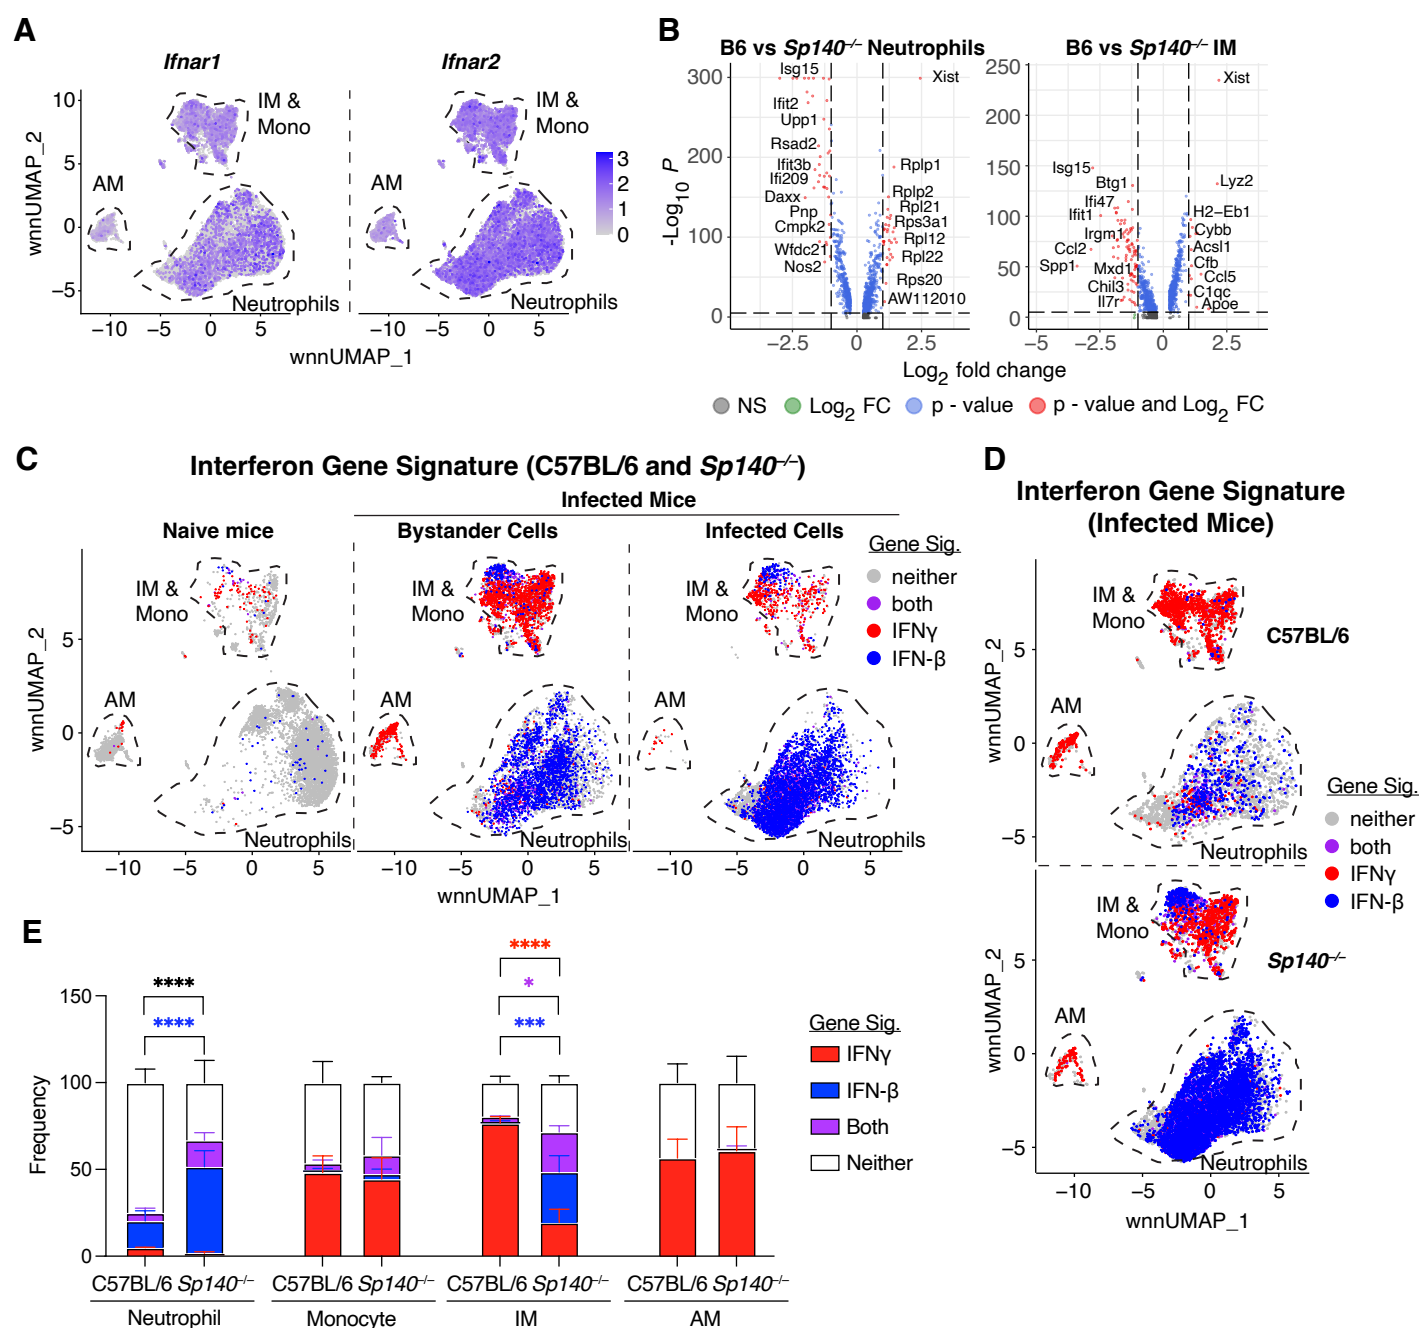 A
Ifnar1
Ifnar2
IM &
Mono
IM &
Mono
AM
AM
Neutrophils
Neutrophils
10
5
0
−5
−10
−5
0
5
−10
−5
0
5
wnnUMAP_2
wnnUMAP_1
3
2
1
0
B
B6 vs Sp140–/– Neutrophils
B6 vs Sp140–/– IM
300
200
100
0
-Log10 P
Isg15
Ifit2
Upp1
Rsad2
Ifit3b
Ifi209
Daxx
Pnp
Cmpk2
Wfdc21
Nos2
Xist
Rplp1
Rplp2
Rpl21
Rps3a1
Rpl12
Rpl22
Rps20
AW112010
−2.5
0
2.5
250
200
150
100
50
0
Isg15
Btg1
Ifi47
Ifit1
Irgm1
Ccl2
Spp1
Mxd1
Chil3
Il7r
Xist
Lyz2
H2−Eb1
Cybb
Acsl1
Cfb
Ccl5
C1qc
Apoe
−5
−2.5
0
2.5
Log2 fold change
NS
Log2 FC
p - value
p - value and Log2 FC
C
Interferon Gene Signature (C57BL/6 and Sp140–/–)
Infected Mice
Naive mice
Bystander Cells
Infected Cells
IM &
Mono
IM &
Mono
IM &
Mono
AM
AM
AM
Neutrophils
Neutrophils
Neutrophils
Gene Sig.
neither
both
IFNγ
IFN-β
5
0
−5
wnnUMAP_2
−10
−5
0
5
−10
−5
0
5
−10
−5
0
5
wnnUMAP_1
D
Interferon Gene Signature
(Infected Mice)
IM &
Mono
C57BL/6
AM
Neutrophils
5
0
−5
wnnUMAP_2
Gene Sig.
neither
both
IFNγ
IFN-β
IM &
Mono
Sp140–/–
AM
Neutrophils
5
0
−5
wnnUMAP_2
−10
−5
0
5
wnnUMAP_1
E
****
****
****
*
***
150
100
50
0
Frequency
Gene Sig.
IFNγ
IFN-β
Both
Neither
C57BL/6 Sp140–/–
C57BL/6 Sp140–/–
C57BL/6 Sp140–/–
C57BL/6 Sp140–/–
Neutrophil
Monocyte
IM
AM